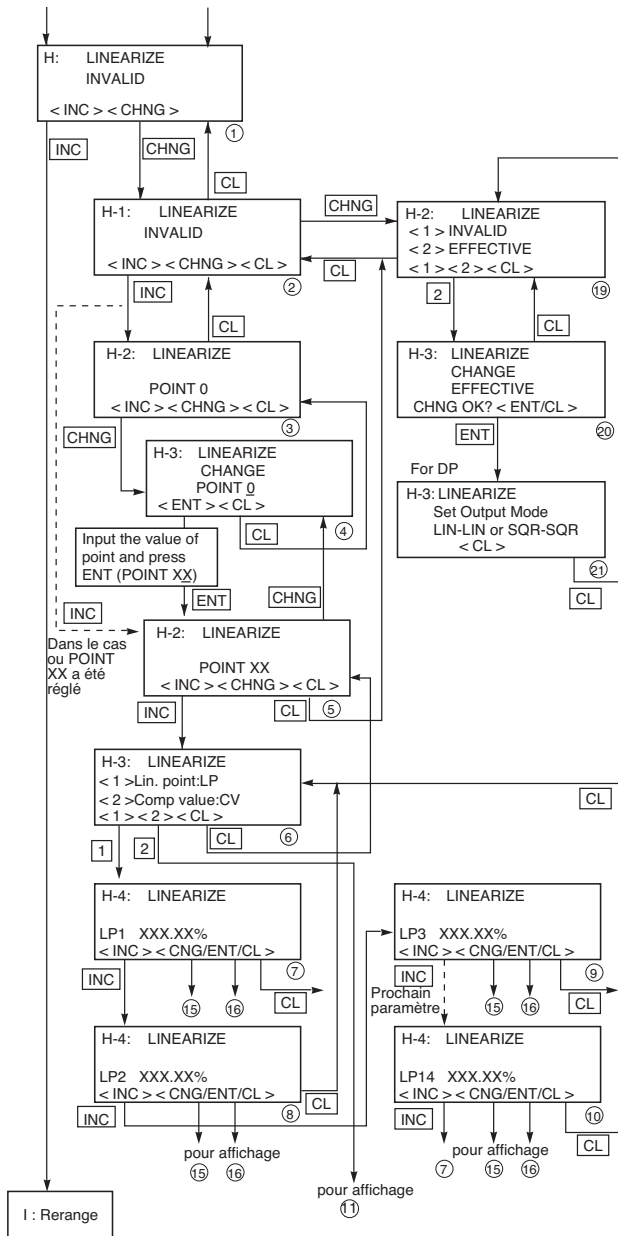 H: LINEARIZE
INVALID
< INC > < CHNG >
①
INC
CHNG
CL
H-1: LINEARIZE
INVALID
< INC > < CHNG > < CL >
②
CHNG
CL
H-2: LINEARIZE
< 1 > INVALID
< 2 > EFFECTIVE
< 1 > < 2 > < CL >
⑲
INC
CL
2
CL
H-2: LINEARIZE
POINT 0
< INC > < CHNG > < CL >
③
H-3: LINEARIZE
CHANGE
EFFECTIVE
CHNG OK? < ENT/CL >
⑳
CHNG
ENT
H-3: LINEARIZE
CHANGE
POINT 0
< ENT > < CL >
④
For DP
H-3: LINEARIZE
Set Output Mode
LIN-LIN or SQR-SQR
< CL >
㉑
CL
CL
Input the value of
point and press
ENT (POINT XX)
ENT
CHNG
INC
Dans le cas
ou POINT
XX a été
réglé
H-2: LINEARIZE
POINT XX
< INC > < CHNG > < CL >
⑤
INC
CL
H-3: LINEARIZE
< 1 >Lin. point:LP
< 2 >Comp value:CV
< 1 > < 2 > < CL >
⑥
CL
1
2
CL
H-4: LINEARIZE
LP1 XXX.XX%
< INC > < CNG/ENT/CL >
⑦
INC
⑮
⑯
CL
H-4: LINEARIZE
LP3 XXX.XX%
< INC > < CNG/ENT/CL >
⑨
INC
Prochain
paramètre
⑮
⑯
CL
H-4: LINEARIZE
LP2 XXX.XX%
< INC > < CNG/ENT/CL >
⑧
INC
CL
pour affichage
⑮
⑯
H-4: LINEARIZE
LP14 XXX.XX%
< INC > < CNG/ENT/CL >
⑩
INC
CL
pour affichage
⑦
⑮
⑯
pour affichage
⑪
I : Rerange